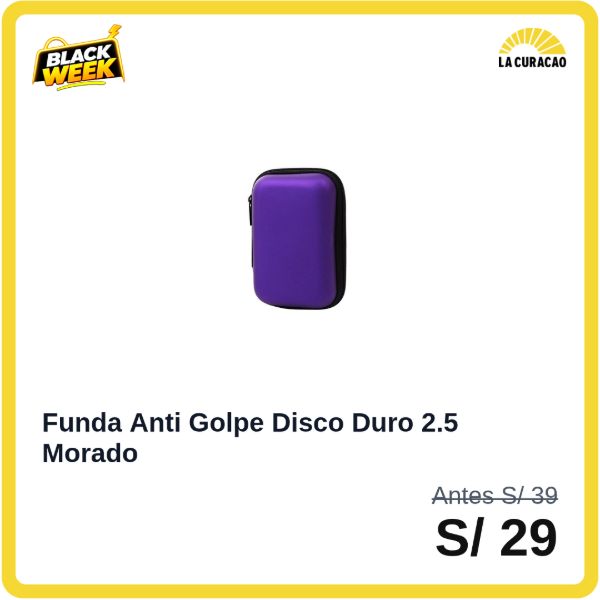 BLACK
WEEK
LA CURACAO
Funda Anti Golpe Disco Duro 2.5
Morado
Antes S/ 39
S/ 29